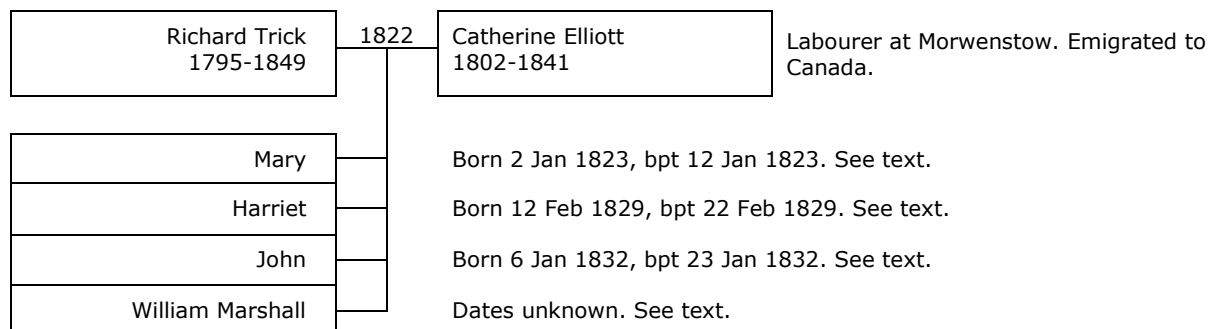 Richard Trick
1795-1849
1822
Catherine Elliott
1802-1841
Labourer at Morwenstow. Emigrated to
Canada.
Mary
Born 2 Jan 1823, bpt 12 Jan 1823. See text.
Harriet
Born 12 Feb 1829, bpt 22 Feb 1829. See text.
John
Born 6 Jan 1832, bpt 23 Jan 1832. See text.
William Marshall
Dates unknown. See text.